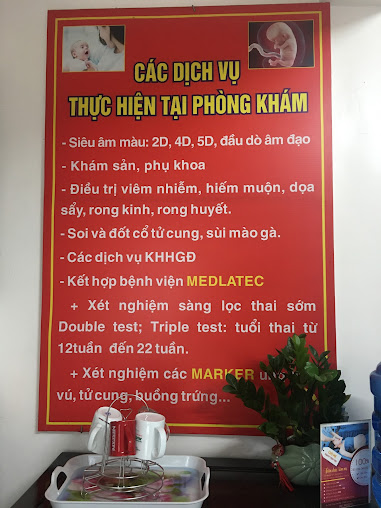 CÁC DỊCH VỤ
THỰC HIỆN TẠI PHÒNG KHÁM
- Siêu âm màu: 2D, 4D, 5D, đầu dò âm đạo
- Khám sản, phụ khoa
- Điều trị viêm nhiễm, hiếm muộn, dọa
sẩy, rong kinh, rong huyết.
- Soi và đốt cổ tử cung, sùi mào gà.
- Các dịch vụ KHHGĐ
- Kết hợp bệnh viện MEDLATEC
+ Xét nghiệm sàng lọc thai sớm
Double test; Triple test: tuổi thai từ
12tuần đến 22 tuần.
+ Xét nghiệm các MARKER
vú, tử cung, buồng trứng...
100%